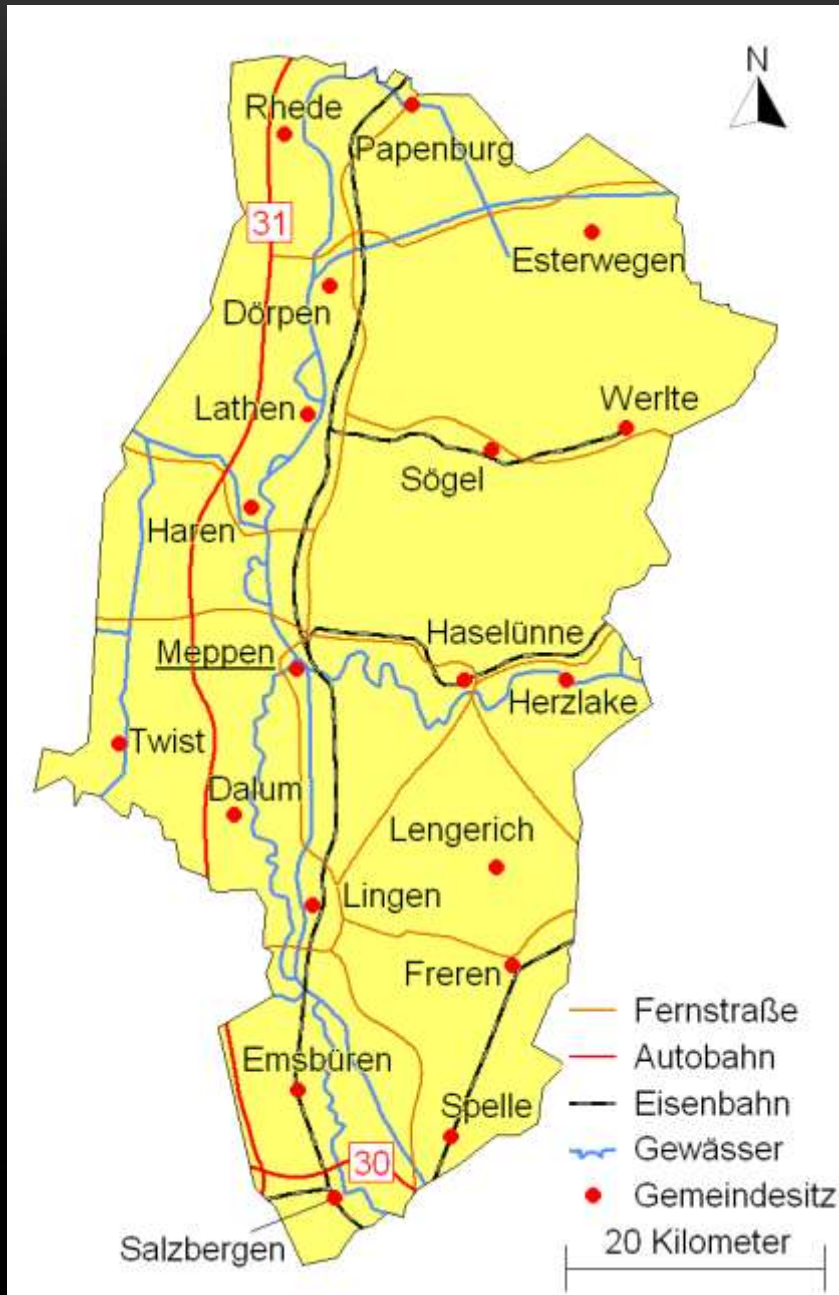 N
Rhede
Papenburg
31
Esterwegen
Dörpen
Lathen
Werlte
Sögel
Haren
Haselünne
Meppen
Herzlake
Twist
Dalum
Lengerich
Lingen
Freren
Fernstraße
Autobahn
Emsbüren
Eisenbahn
Spelle
Gewässer
30
Gemeindesitz
20 Kilometer
Salzbergen